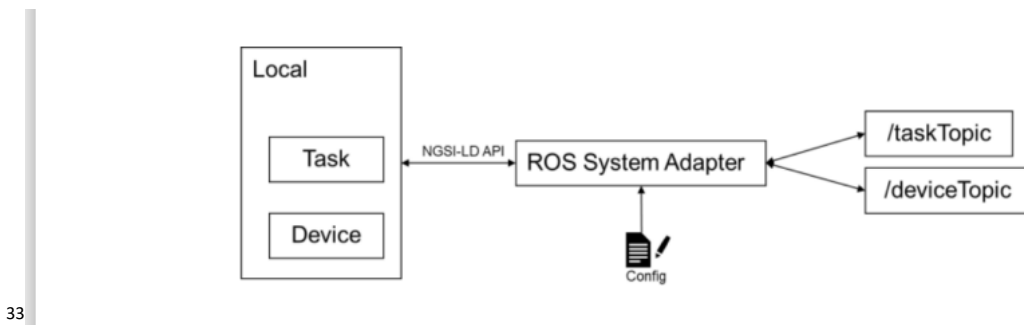 Local
Task
Device
NGSI-LD API
ROS System Adapter
Config
/taskTopic
/deviceTopic
33